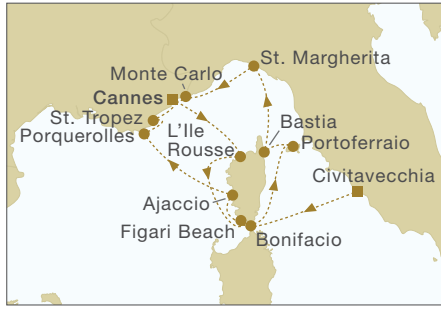 St. Margherita
Monte Carlo
Cannes
St. Tropez
Porquerolles
L'Ile
Rousse
Bastia
Portoferraio
Civitavecchia
Ajaccio
Figari Beach
Bonifacio